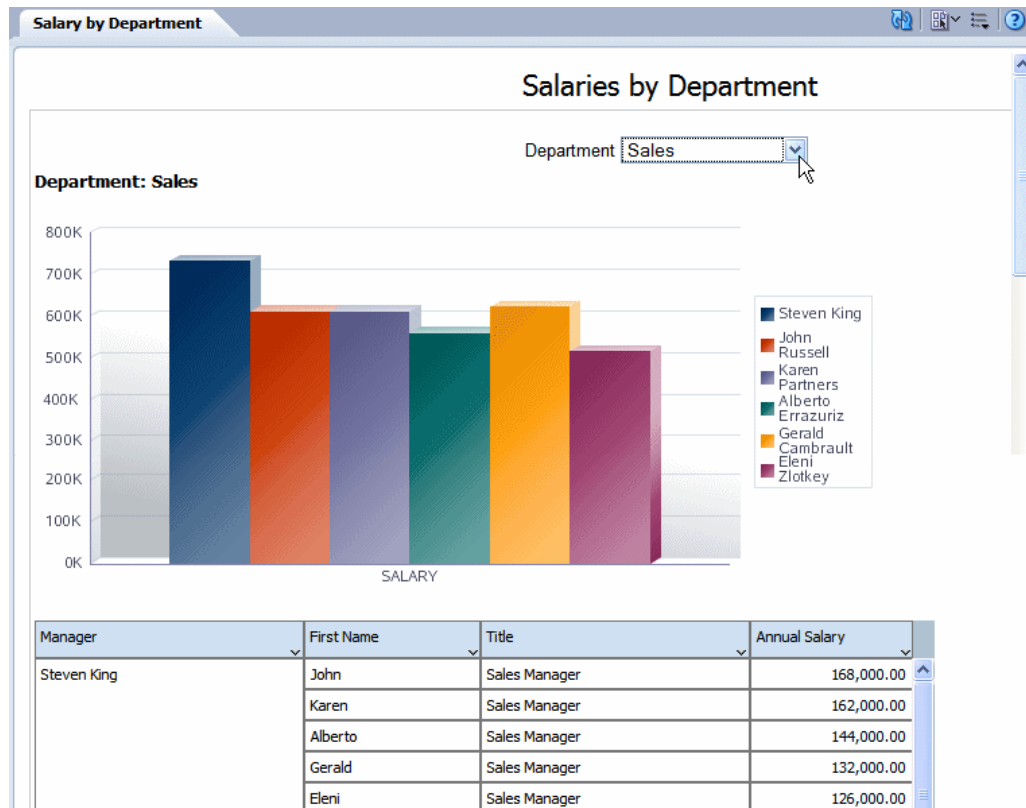 Salary by Department
Salaries by Department
Department Sales
Department: Sales
800K
700K
600K
500K
400K
300K
200K
100K
0K
SALARY
Steven King
John
Russell
Karen
Partners
Alberto
Errazuriz
Gerald
Cambrault
Eleni
Zlotkey
Manager First Name Title Annual Salary
Steven King John Sales Manager 168,000.00
Karen Sales Manager 162,000.00
Alberto Sales Manager 144,000.00
Gerald Sales Manager 132,000.00
Eleni Sales Manager 126,000.00